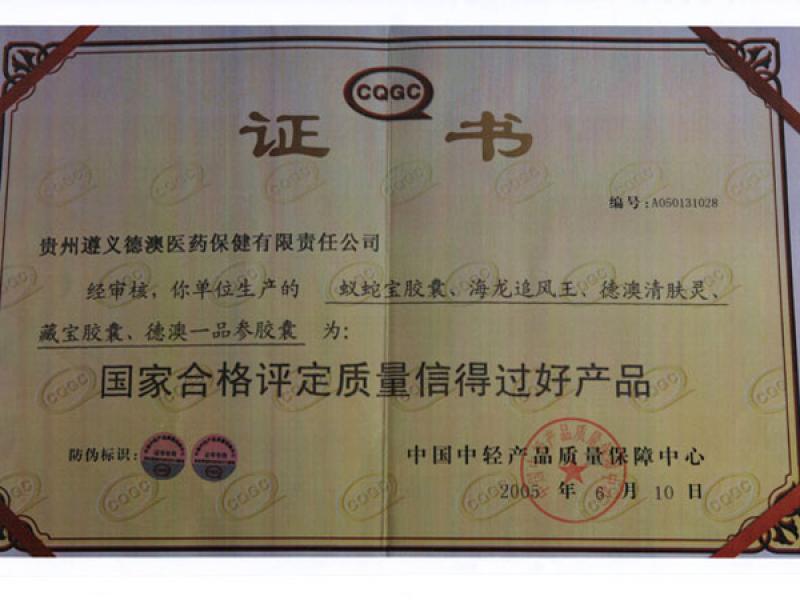 CQGC
证书
编号:A050131028
贵州遵义德澳医药保健有限责任公司
经审核,你单位生产的 蚁蛇宝胶囊、海龙追风王、德澳清肤灵、
藏宝胶囊、德澳一品参胶囊 为:
国家合格评定质量信得过好产品
防伪标识:
中国中轻产品质量保障中心
2005 年 6 月 10 日